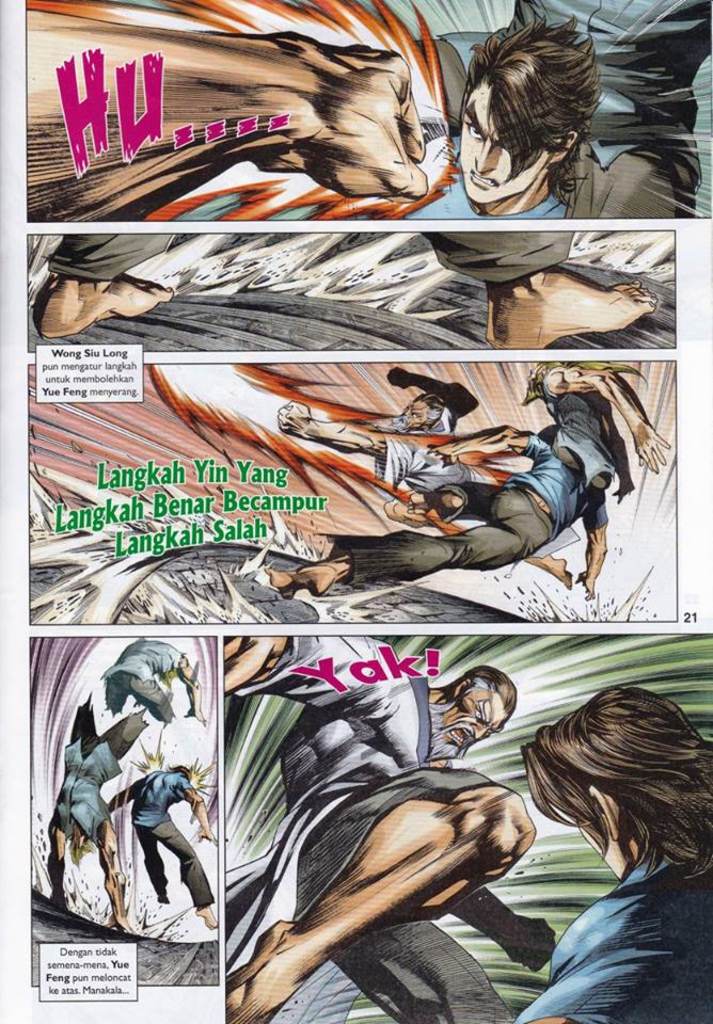 HU....
Wong Siu Long
pun mengatur langkah
untuk membolehkan
Yue Feng menyerang.
Langkah Yin Yang
Langkah Benar Becampur
Langkah Salah
21
Yak!
Dengan tidak
semena-mena, Yue
Feng pun meloncat
ke atas. Manakala...